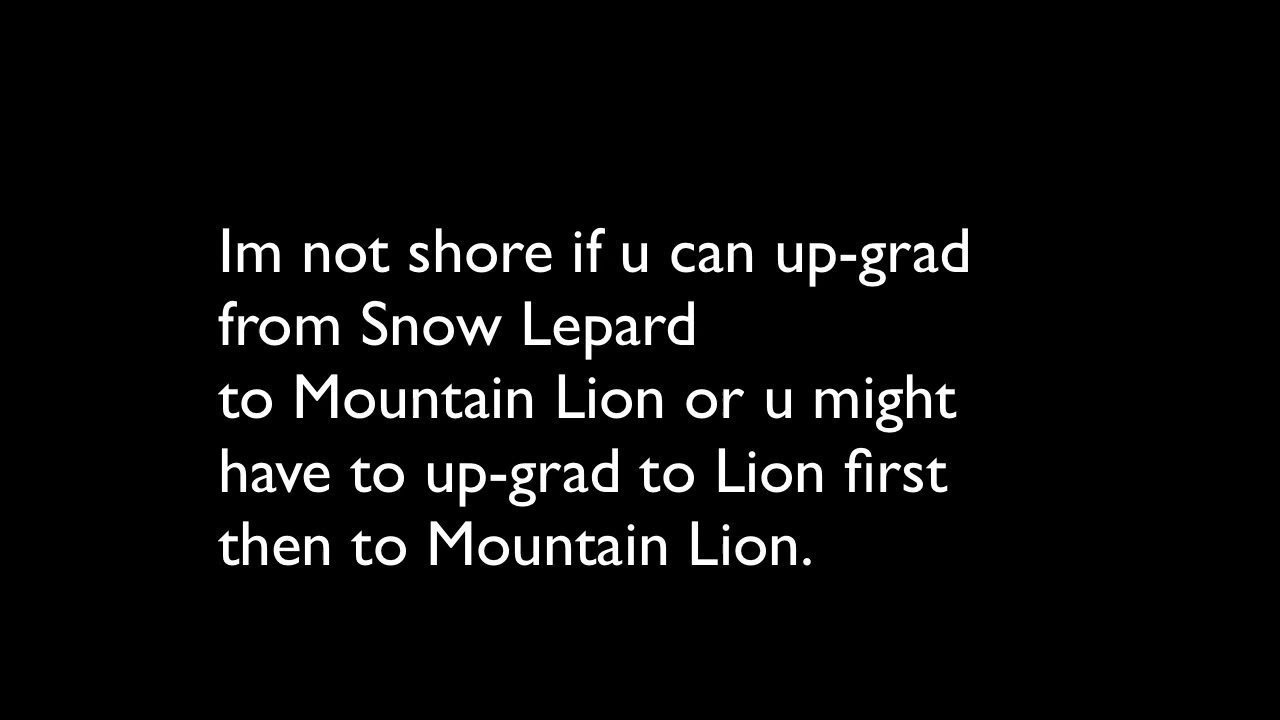 Im not shore if u can up-grad
from Snow Lepard
to Mountain Lion or u might
have to up-grad to Lion first
then to Mountain Lion.